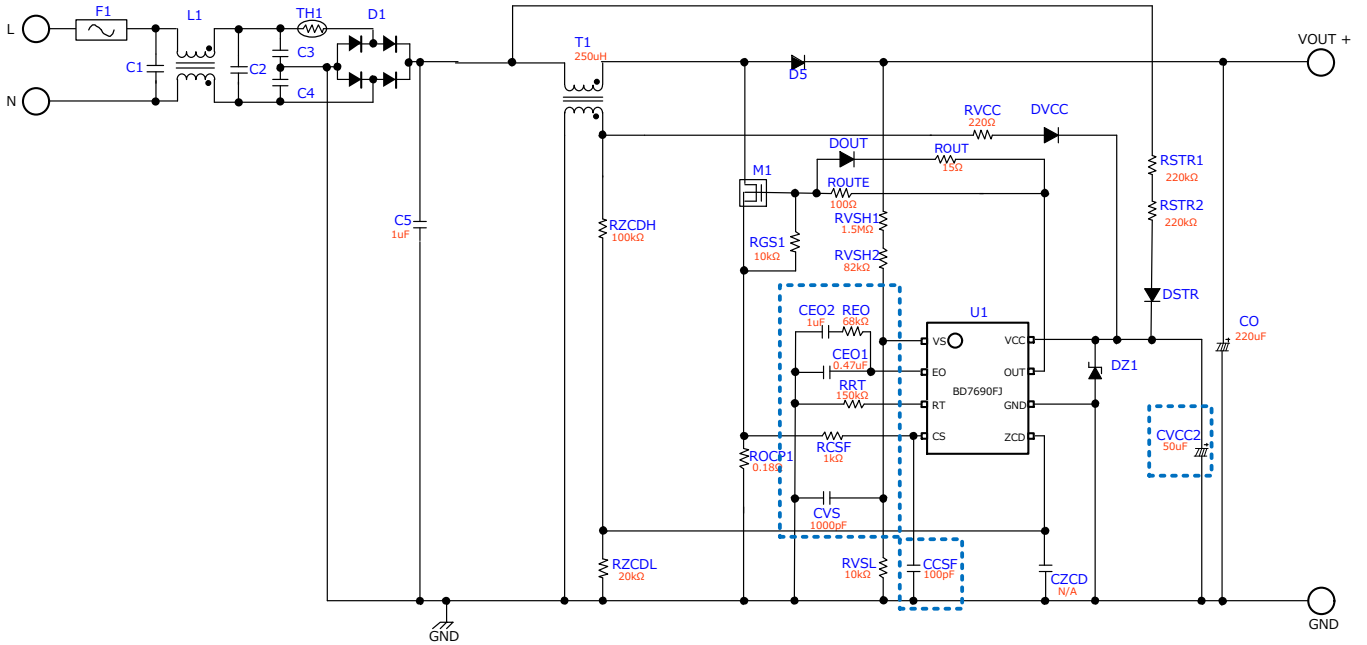 F1
L1
TH1
D1
L
C1
C2
C3
C4
N
T1
250uH
D5
VOUT +
RVCC
220Ω
DVCC
DOUT
ROUT
15Ω
M1
ROUTE
100Ω
RSTR1
220kΩ
RSTR2
220kΩ
C5
1uF
RZCDH
100kΩ
RGS1
10kΩ
RVSH1
1.5MΩ
RVSH2
82kΩ
DSTR
CEO2
1uF
REO
68kΩ
U1
CO
220uF
CEO1
0.47uF
VS
VCC
EO
OUT
BD7690FJ
RT
GND
CS
ZCD
DZ1
RRT
150kΩ
RCSF
1kΩ
ROCP1
0.18Ω
CVCC2
50uF
CVS
1000pF
RZCDL
20kΩ
RVSL
10kΩ
CCSF
100pF
CZCD
N/A
GND
GND